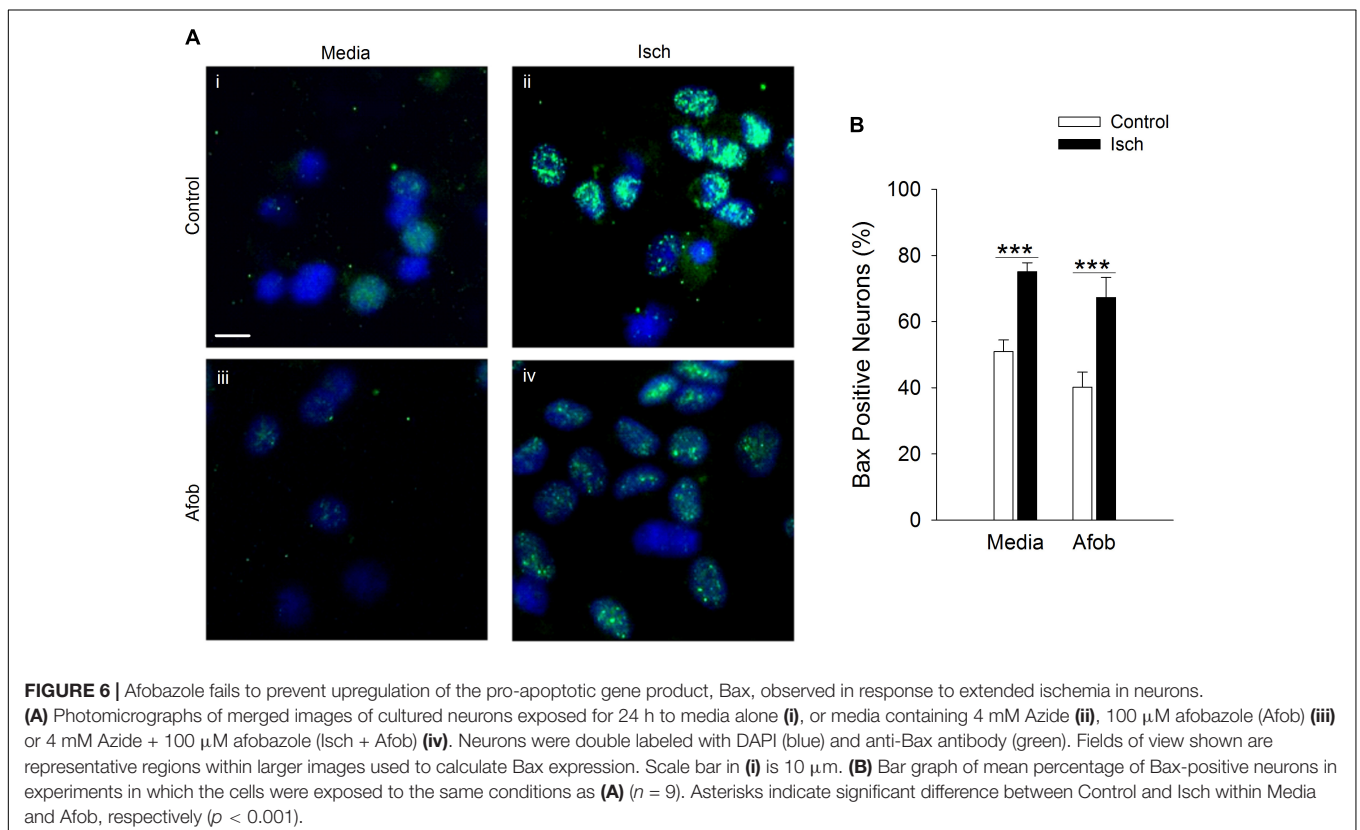 A
Media
Isch
i
ii
Control
iii
iv
Afob
B
Control
Isch
Bax Positive Neurons (%)
100
80
60
40
20
0
***
***
Media
Afob
FIGURE 6 | Afobazole fails to prevent upregulation of the pro-apoptotic gene product, Bax, observed in response to extended ischemia in neurons.
(A) Photomicrographs of merged images of cultured neurons exposed for 24 h to media alone (i), or media containing 4 mM Azide (ii), 100 μM afobazole (Afob) (iii)
or 4 mM Azide + 100 μM afobazole (Isch + Afob) (iv). Neurons were double labeled with DAPI (blue) and anti-Bax antibody (green). Fields of view shown are
representative regions within larger images used to calculate Bax expression. Scale bar in (i) is 10 μm. (B) Bar graph of mean percentage of Bax-positive neurons in
experiments in which the cells were exposed to the same conditions as (A) (n = 9). Asterisks indicate significant difference between Control and Isch within Media
and Afob, respectively (p < 0.001).